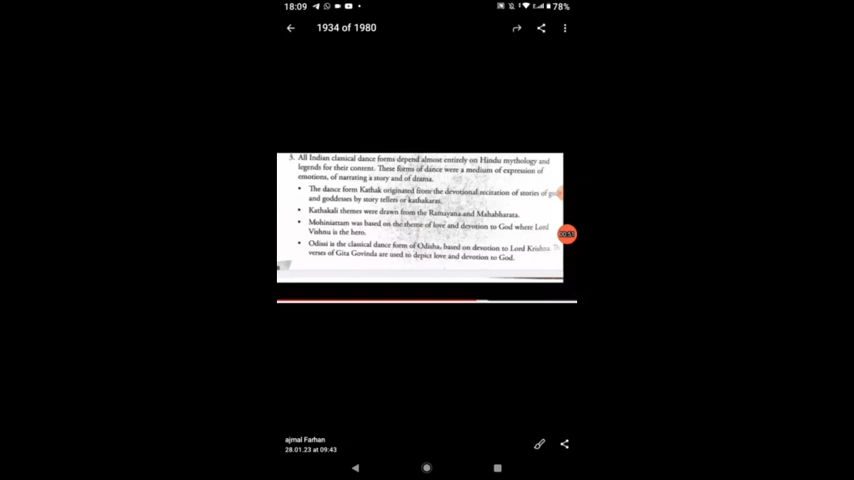 18:09
78%
1934 of 1980
3. All Indian classical dance forms depend almost entirely on Hindu mythology and
legends for their content. These forms of dance were a medium of expression of
emotions, of narrating a story and of drama.
• The dance form Kathak originated from the devotional recitation of stories of
and goddesses by story tellers or kathakaras.
• Kathakali themes were drawn from the Ramayana and Mahabharata.
• Mohiniattam was based on the theme of love and devotion to God where Lord
Vishnu is the hero.
00:53
• Odissi is the classical dance form of Odisha, based on devotion to Lord Krishna
verses of Gita Govinda are used to depict love and devotion to God.
ajmal Farhan
28.01.23 at 09:43